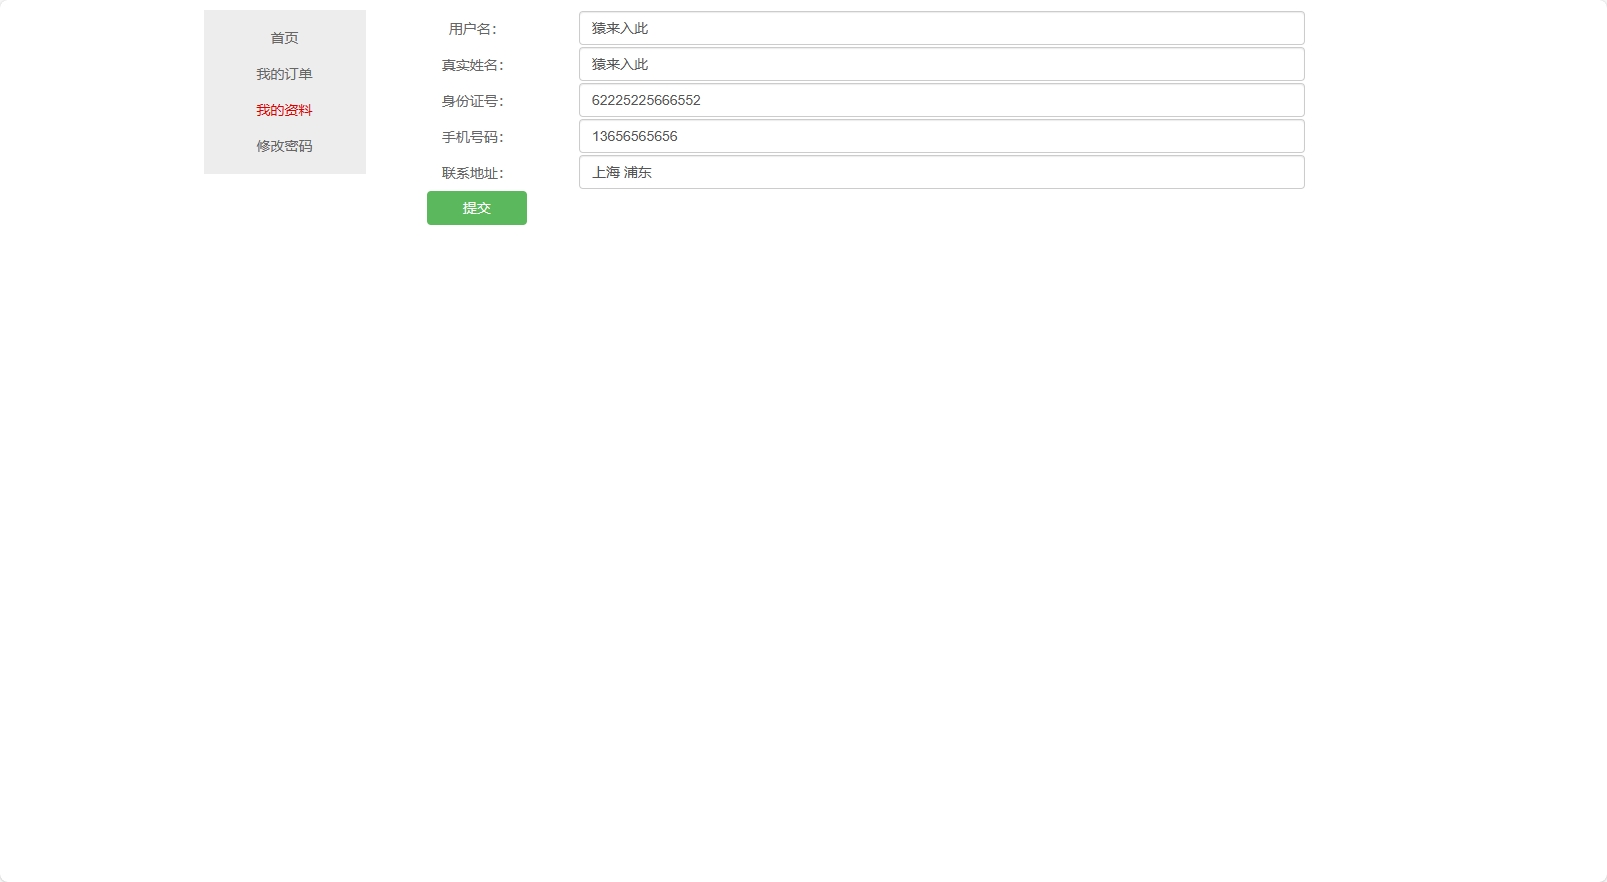 首页
我的订单
我的资料
修改密码
用户名： 猿来入此
真实姓名： 猿来入此
身份证号： 62225225666552
手机号码： 13656565656
联系地址： 上海 浦东
提交